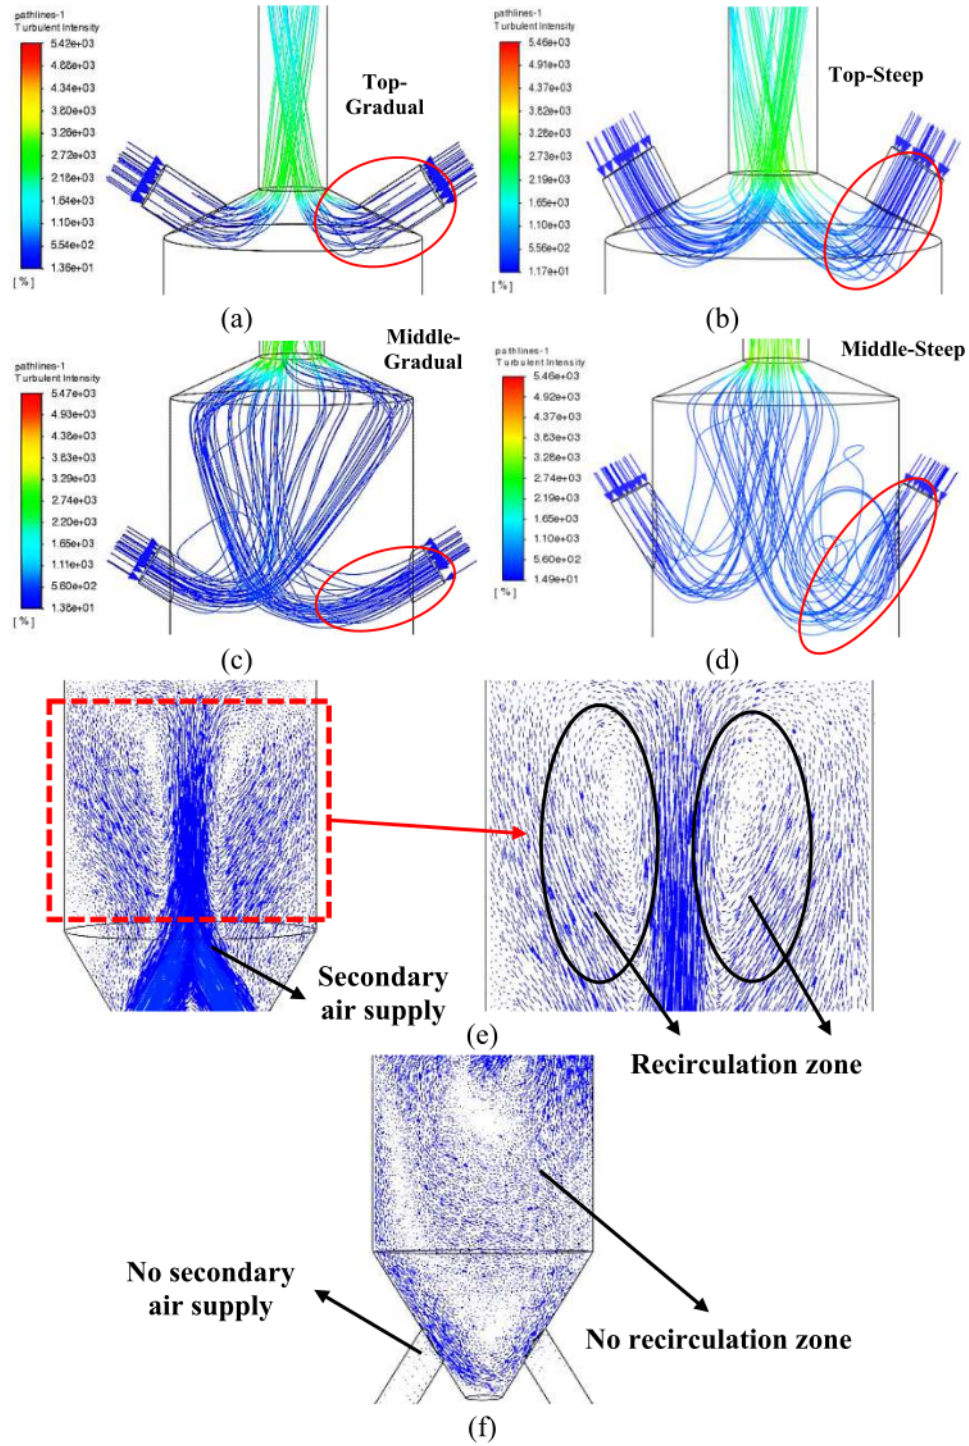 pathlines-1
Turbulent Intensity
5.42e+03
4.88e+03
4.34e+03
3.80e+03
3.26e+03
2.72e+03
2.18e+03
1.64e+03
1.10e+03
5.54e+02
1.36e+01
[ % ]
Top-
Gradual
(a)
pathlines-1
Turbulent Intensity
5.46e+03
4.91e+03
4.37e+03
3.82e+03
3.28e+03
2.73e+03
2.19e+03
1.65e+03
1.10e+03
5.56e+02
1.17e+01
[ % ]
Top-Steep
(b)
pathlines-1
Turbulent Intensity
5.47e+03
4.93e+03
4.38e+03
3.84e+03
3.29e+03
2.74e+03
2.20e+03
1.65e+03
1.11e+03
5.60e+02
1.38e+01
[ % ]
Middle-
Gradual
(c)
pathlines-1
Turbulent Intensity
5.46e+03
4.92e+03
4.37e+03
3.83e+03
3.28e+03
2.74e+03
2.19e+03
1.65e+03
1.10e+03
5.60e+02
1.49e+01
[ % ]
Middle-Steep
(d)
Secondary
air supply
(e)
Recirculation zone
No secondary
air supply
No recirculation zone
(f)